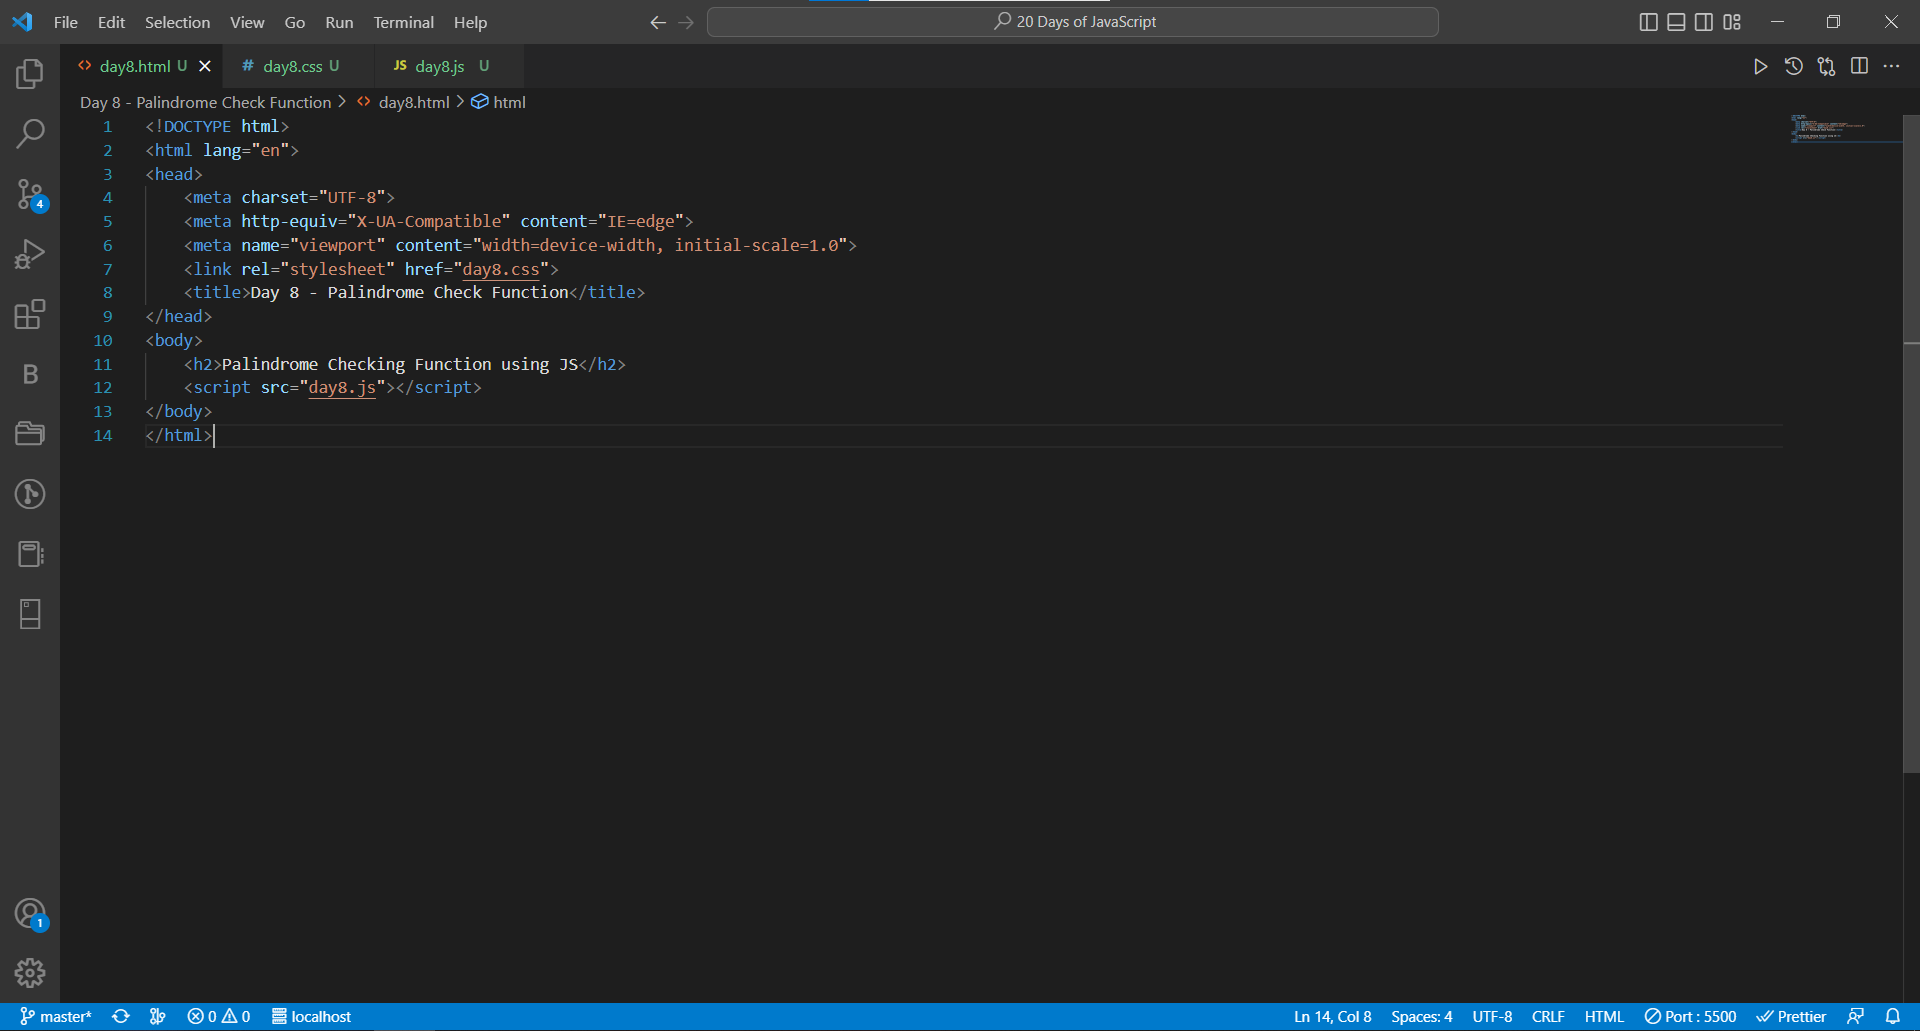 File Edit Selection View Go Run Terminal Help
20 Days of JavaScript
<> day8.html U
# day8.css U
JS day8.js U
Day 8 - Palindrome Check Function > <> day8.html > html
1 <!DOCTYPE html>
2 <html lang="en">
3 <head>
4     <meta charset="UTF-8">
5     <meta http-equiv="X-UA-Compatible" content="IE=edge">
6     <meta name="viewport" content="width=device-width, initial-scale=1.0">
7     <link rel="stylesheet" href="day8.css">
8     <title>Day 8 - Palindrome Check Function</title>
9 </head>
10 <body>
11     <h2>Palindrome Checking Function using JS</h2>
12     <script src="day8.js"></script>
13 </body>
14 </html>
4
B
1
master* 0 0 localhost
Ln 14, Col 8 Spaces: 4 UTF-8 CRLF HTML Port : 5500 Prettier